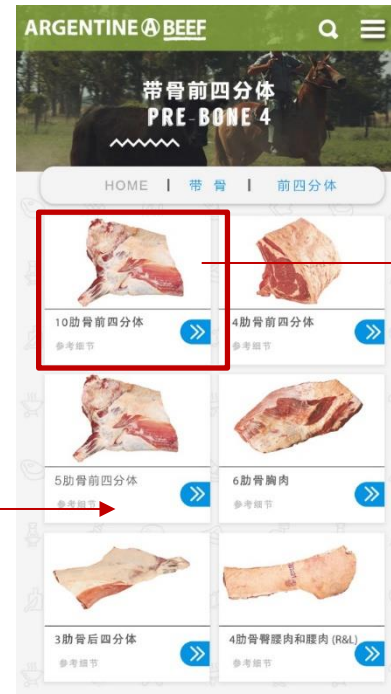 ARGENTINE A BEEF
带骨前四分体
PRE-BONE 4
HOME | 带 骨 | 前四分体
10肋骨前四分体
参考细节
4肋骨前四分体
参考细节
5肋骨前四分体
参考细节
6肋骨胸肉
参考细节
3肋骨后四分体
参考细节
4肋骨臀腰肉和腰肉 (R&L)
参考细节